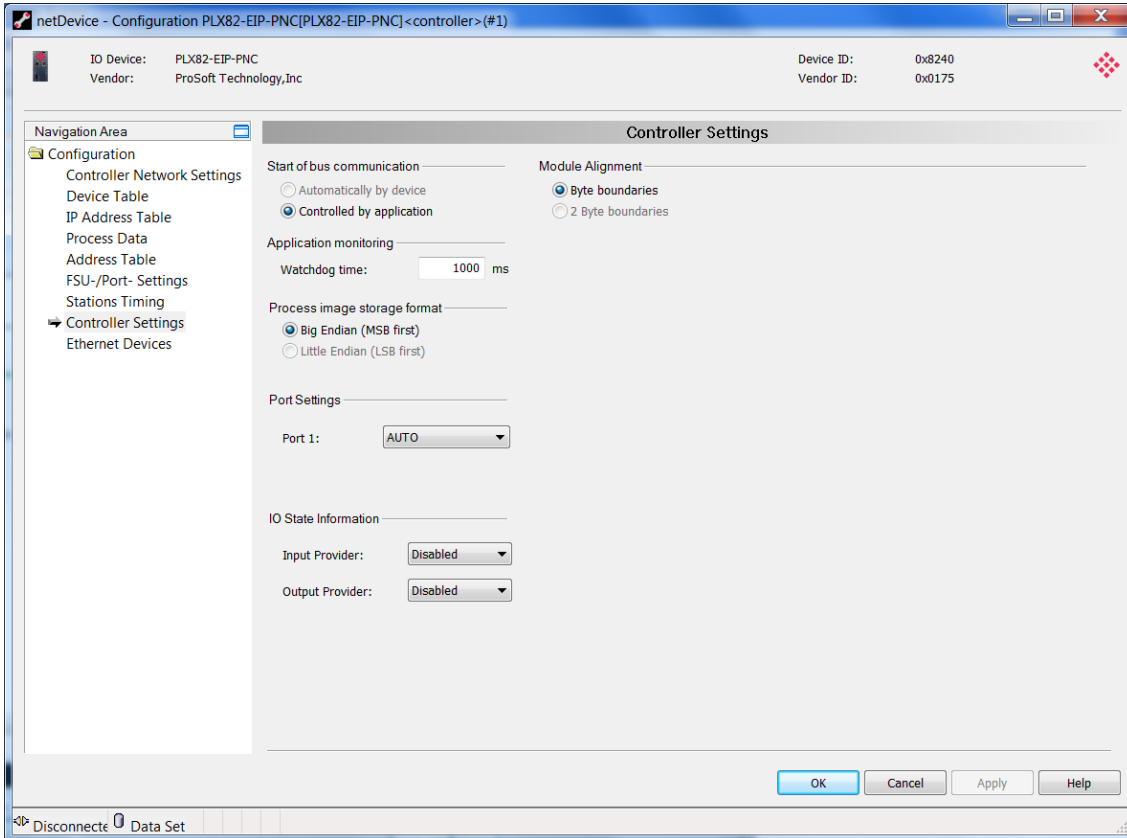 netDevice - Configuration PLX82-EIP-PNC[PLX82-EIP-PNC]<controller>(#1)
IO Device: PLX82-EIP-PNC Device ID: 0x8240
Vendor: ProSoft Technology,Inc Vendor ID: 0x0175
Navigation Area
Configuration
Controller Network Settings
Device Table
IP Address Table
Process Data
Address Table
FSU-/Port- Settings
Stations Timing
Controller Settings
Ethernet Devices
Controller Settings
Start of bus communication
Automatically by device
Controlled by application
Module Alignment
Byte boundaries
2 Byte boundaries
Application monitoring
Watchdog time: 1000 ms
Process image storage format
Big Endian (MSB first)
Little Endian (LSB first)
Port Settings
Port 1: AUTO
IO State Information
Input Provider: Disabled
Output Provider: Disabled
OK Cancel Apply Help
Disconnecte Data Set